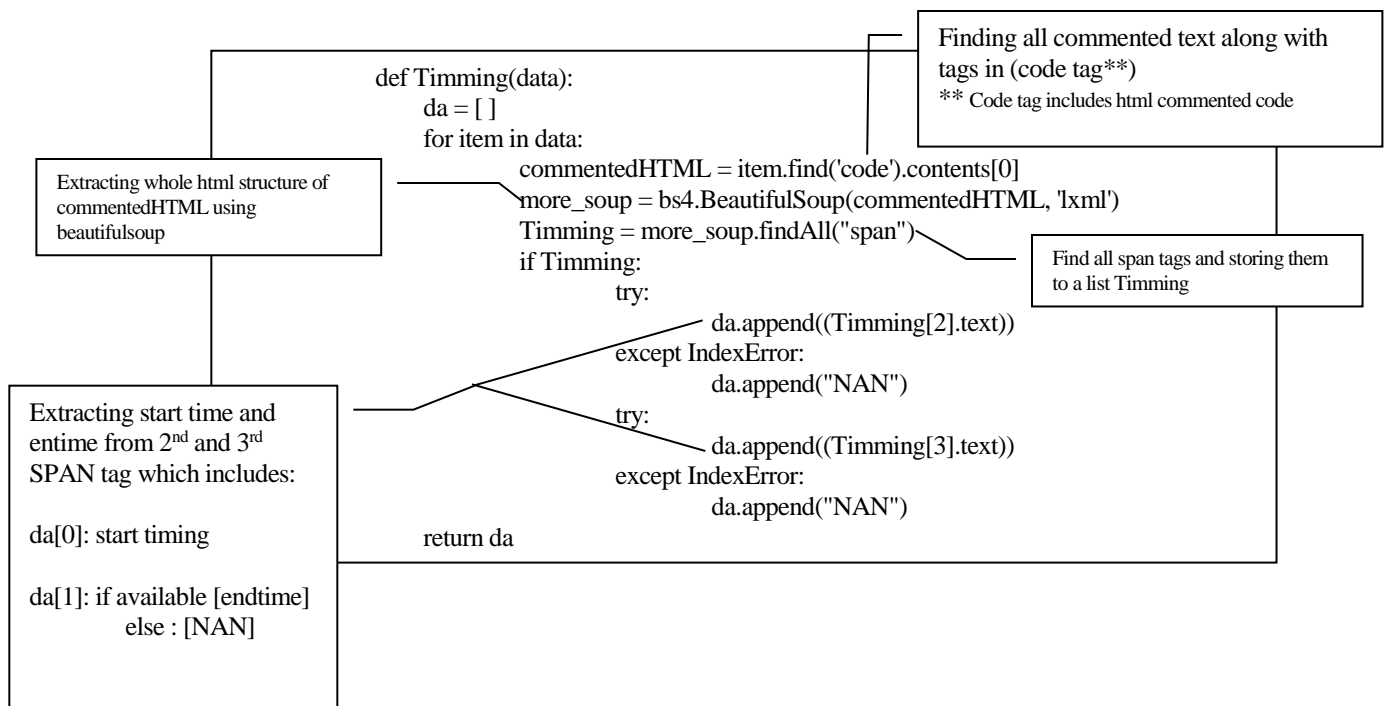 Finding all commented text along with
tags in (code tag**)
** Code tag includes html commented code
def Timming(data):
da = [ ]
for item in data:
commentedHTML = item.find('code').contents[0]
more_soup = bs4.BeautifulSoup(commentedHTML, 'lxml')
Timming = more_soup.findAll("span")
if Timming:
try:
da.append((Timming[2].text))
except IndexError:
da.append("NAN")
try:
da.append((Timming[3].text))
except IndexError:
da.append("NAN")
return da
Extracting whole html structure of
commentedHTML using
beautifulsoup
Find all span tags and storing them
to a list Timming
Extracting start time and
entime from 2nd and 3rd
SPAN tag which includes:
da[0]: start timing
da[1]: if available [endtime]
else : [NAN]